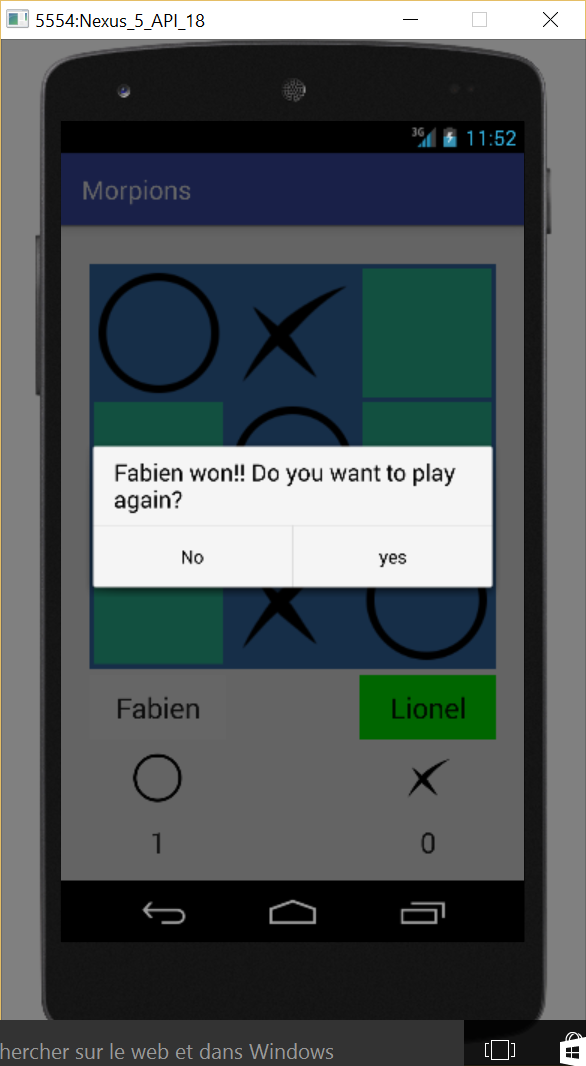 5554:Nexus_5_API_18
3G 11:52
Morpions
Fabien won!! Do you want to play
again?
No yes
Fabien Lionel
1 0
hercher sur le web et dans Windows